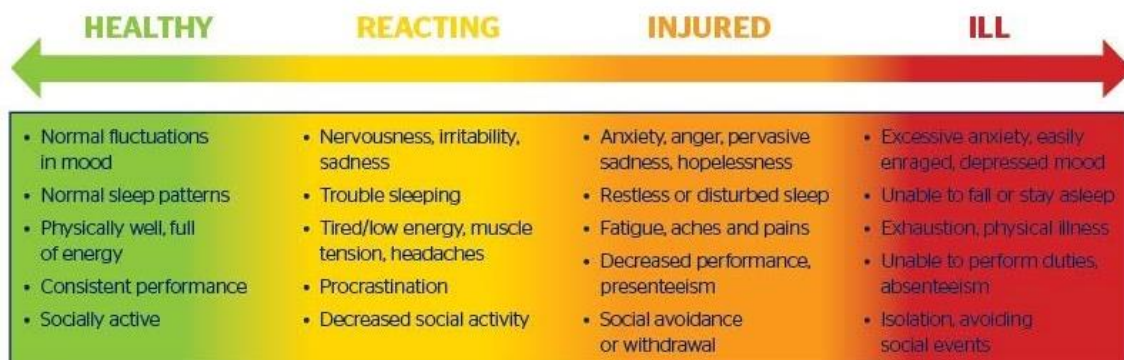 HEALTHY
REACTING
INJURED
ILL
• Normal fluctuations
in mood
• Normal sleep patterns
• Physically well, full
of energy
• Consistent performance
• Socially active
• Nervousness, irritability,
sadness
• Trouble sleeping
• Tired/low energy, muscle
tension, headaches
• Procrastination
• Decreased social activity
• Anxiety, anger, pervasive
sadness, hopelessness
• Restless or disturbed sleep
• Fatigue, aches and pains
• Decreased performance,
presenteeism
• Social avoidance
or withdrawal
• Excessive anxiety, easily
enraged, depressed mood
• Unable to fall or stay asleep
• Exhaustion, physical illness
• Unable to perform duties,
absenteeism
• Isolation, avoiding
social events